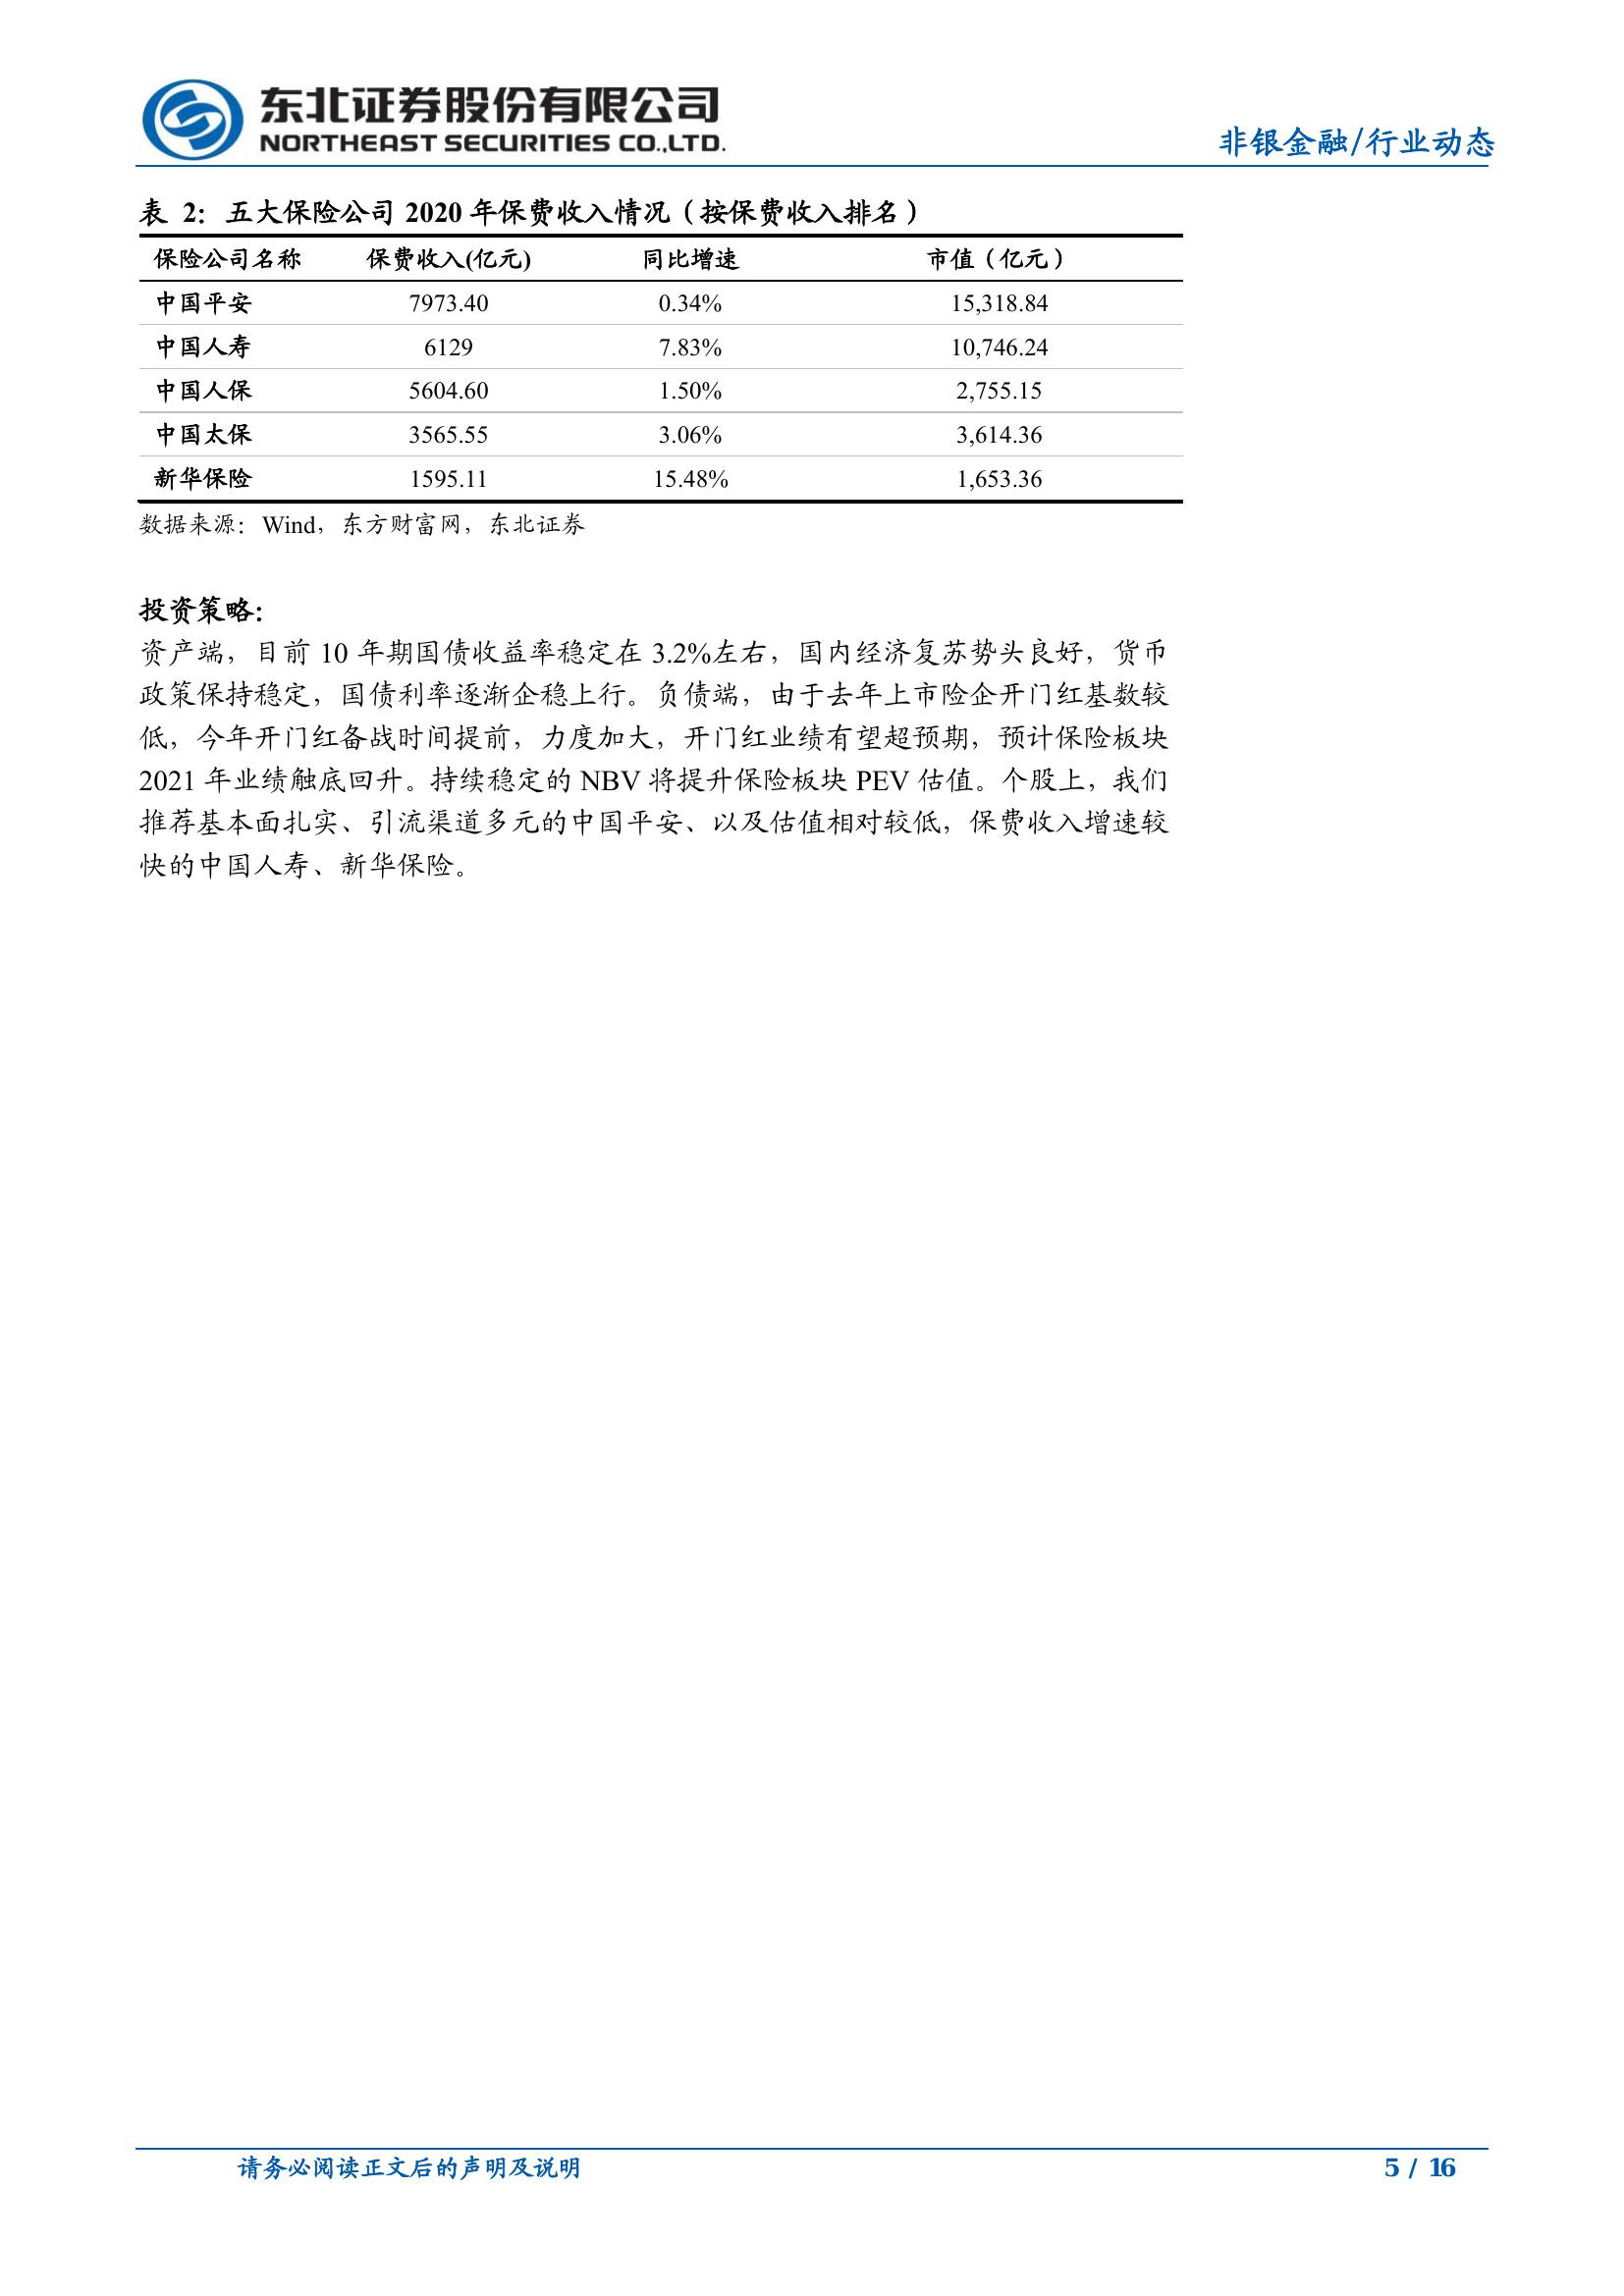 东北证券股份有限公司
NORTHEAST SECURITIES CO.,LTD.
非银金融/行业动态
表 2：五大保险公司 2020 年保费收入情况（按保费收入排名）
保险公司名称 保费收入(亿元) 同比增速 市值（亿元）
中国平安 7973.40 0.34% 15,318.84
中国人寿 6129 7.83% 10,746.24
中国人保 5604.60 1.50% 2,755.15
中国太保 3565.55 3.06% 3,614.36
新华保险 1595.11 15.48% 1,653.36
数据来源：Wind，东方财富网，东北证券
投资策略：
资产端，目前 10 年期国债收益率稳定在 3.2%左右，国内经济复苏势头良好，货币
政策保持稳定，国债利率逐渐企稳上行。负债端，由于去年上市险企开门红基数较
低，今年开门红备战时间提前，力度加大，开门红业绩有望超预期，预计保险板块
2021 年业绩触底回升。持续稳定的 NBV 将提升保险板块 PEV 估值。个股上，我们
推荐基本面扎实、引流渠道多元的中国平安、以及估值相对较低，保费收入增速较
快的中国人寿、新华保险。
请务必阅读正文后的声明及说明
5 / 16